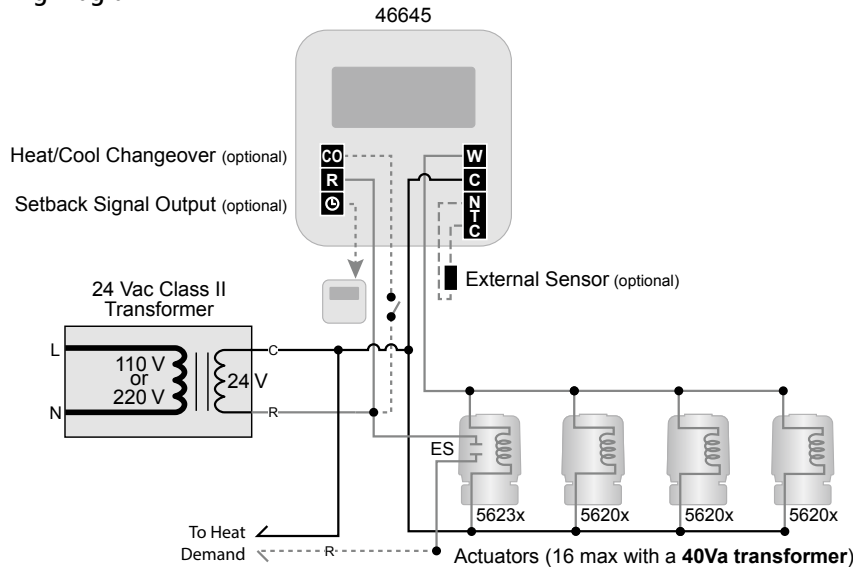 46645
Heat/Cool Changeover (optional)
CO
W
R
C
Setback Signal Output (optional)
N
T
C
External Sensor (optional)
24 Vac Class II
Transformer
L
C
110 V
or
220 V
24 V
N
R
ES
5623x
5620x
5620x
5620x
To Heat
Demand
R
Actuators (16 max with a 40Va transformer)